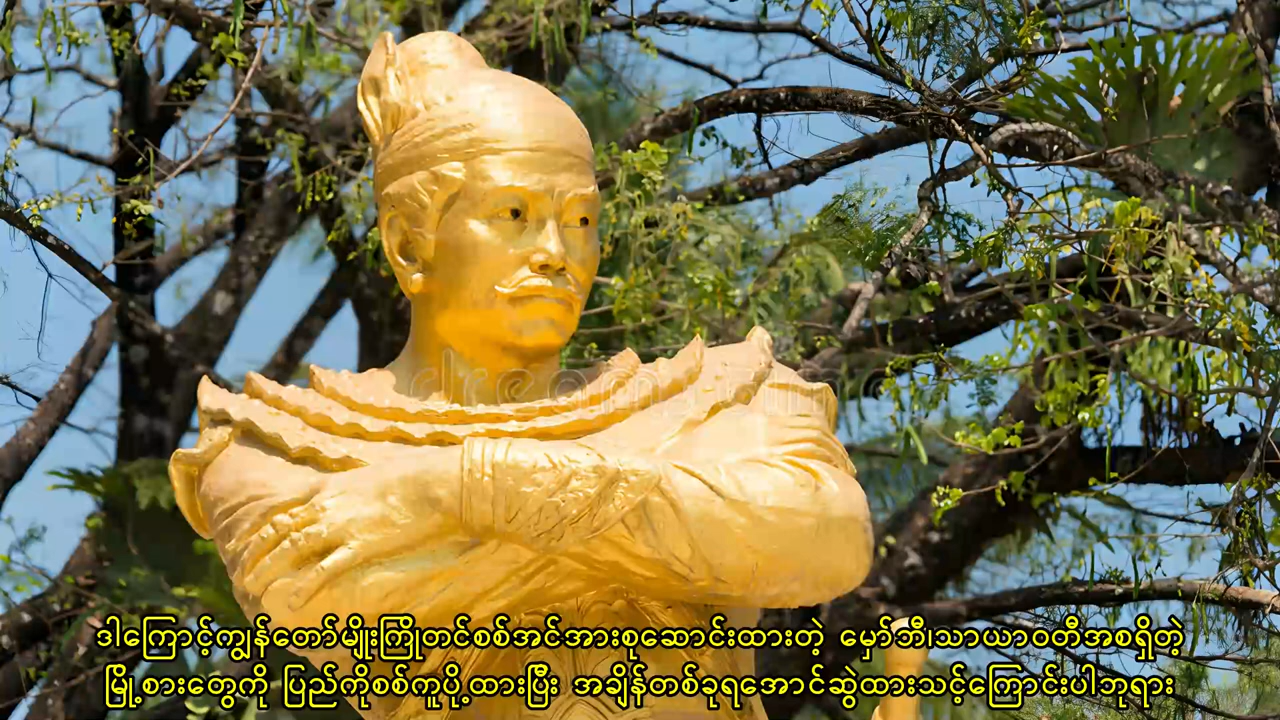 dreamstime
ဒါကြောင့်ကျွန်တော်မျိုးကြိုတင်စစ်အင်အားစုဆောင်းထားတဲ့ မှော်ဘီ၊သာယာဝတီအစရှိတဲ့
မြို့စားတွေကို ပြည်ကိုစစ်ကူပို့ထားပြီး အချိန်တစ်ခုရအောင်ဆွဲထားသင့်ကြောင်းပါဘုရား